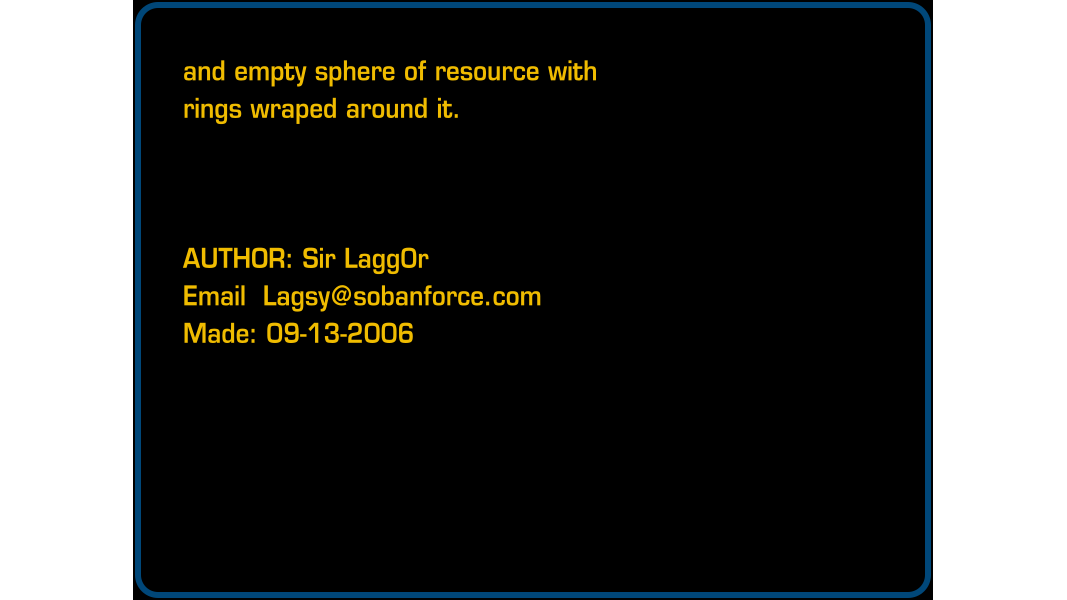 and empty sphere of resource with
rings wraped around it.
AUTHOR: Sir Lagg0r
Email  Lagsy@sobanforce.com
Made: 09-13-2006